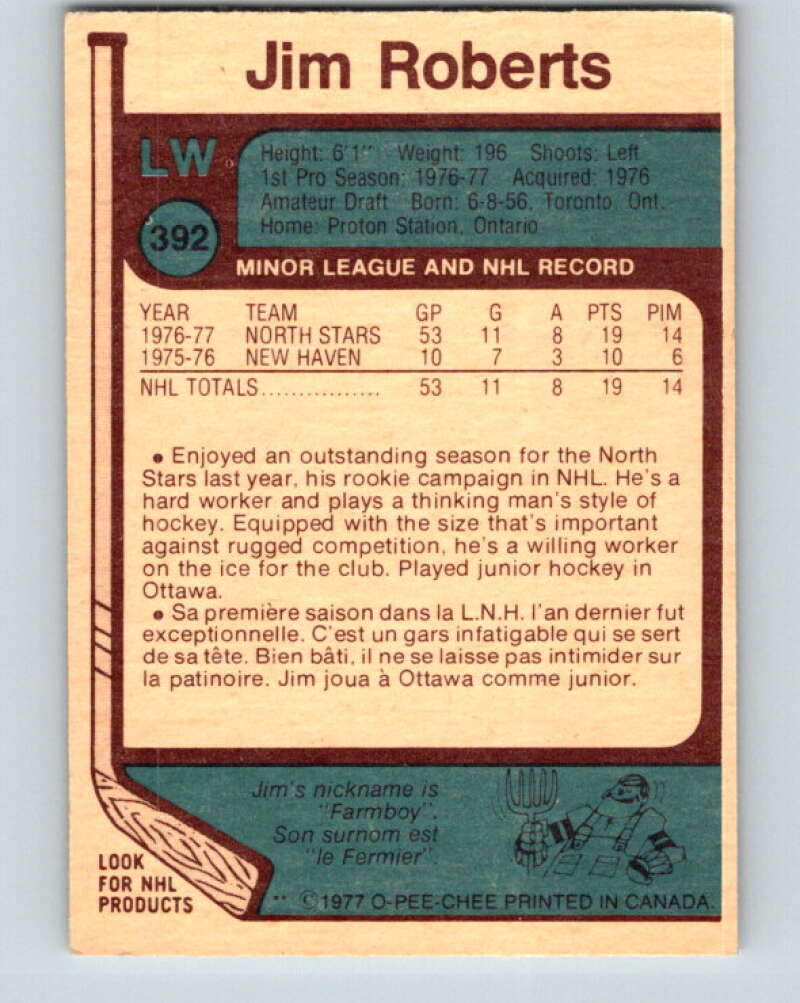 Jim Roberts
LW
Height: 6'1" Weight: 196 Shoots: Left
1st Pro Season: 1976-77 Acquired: 1976
Amateur Draft Born: 6-8-56, Toronto, Ont.
Home: Proton Station, Ontario
392
MINOR LEAGUE AND NHL RECORD
YEAR TEAM GP G A PTS PIM
1976-77 NORTH STARS 53 11 8 19 14
1975-76 NEW HAVEN 10 7 3 10 6
NHL TOTALS................ 53 11 8 19 14
• Enjoyed an outstanding season for the North
Stars last year, his rookie campaign in NHL. He's a
hard worker and plays a thinking man's style of
hockey. Equipped with the size that's important
against rugged competition, he's a willing worker
on the ice for the club. Played junior hockey in
Ottawa.
• Sa première saison dans la L.N.H. l'an dernier fut
exceptionnelle. C'est un gars infatigable qui se sert
de sa tête. Bien bâti, il ne se laisse pas intimider sur
la patinoire. Jim joua à Ottawa comme junior.
Jim's nickname is
"Farmboy".
Son surnom est
"le Fermier".
LOOK
FOR NHL
PRODUCTS
** ©1977 O-PEE-CHEE PRINTED IN CANADA.